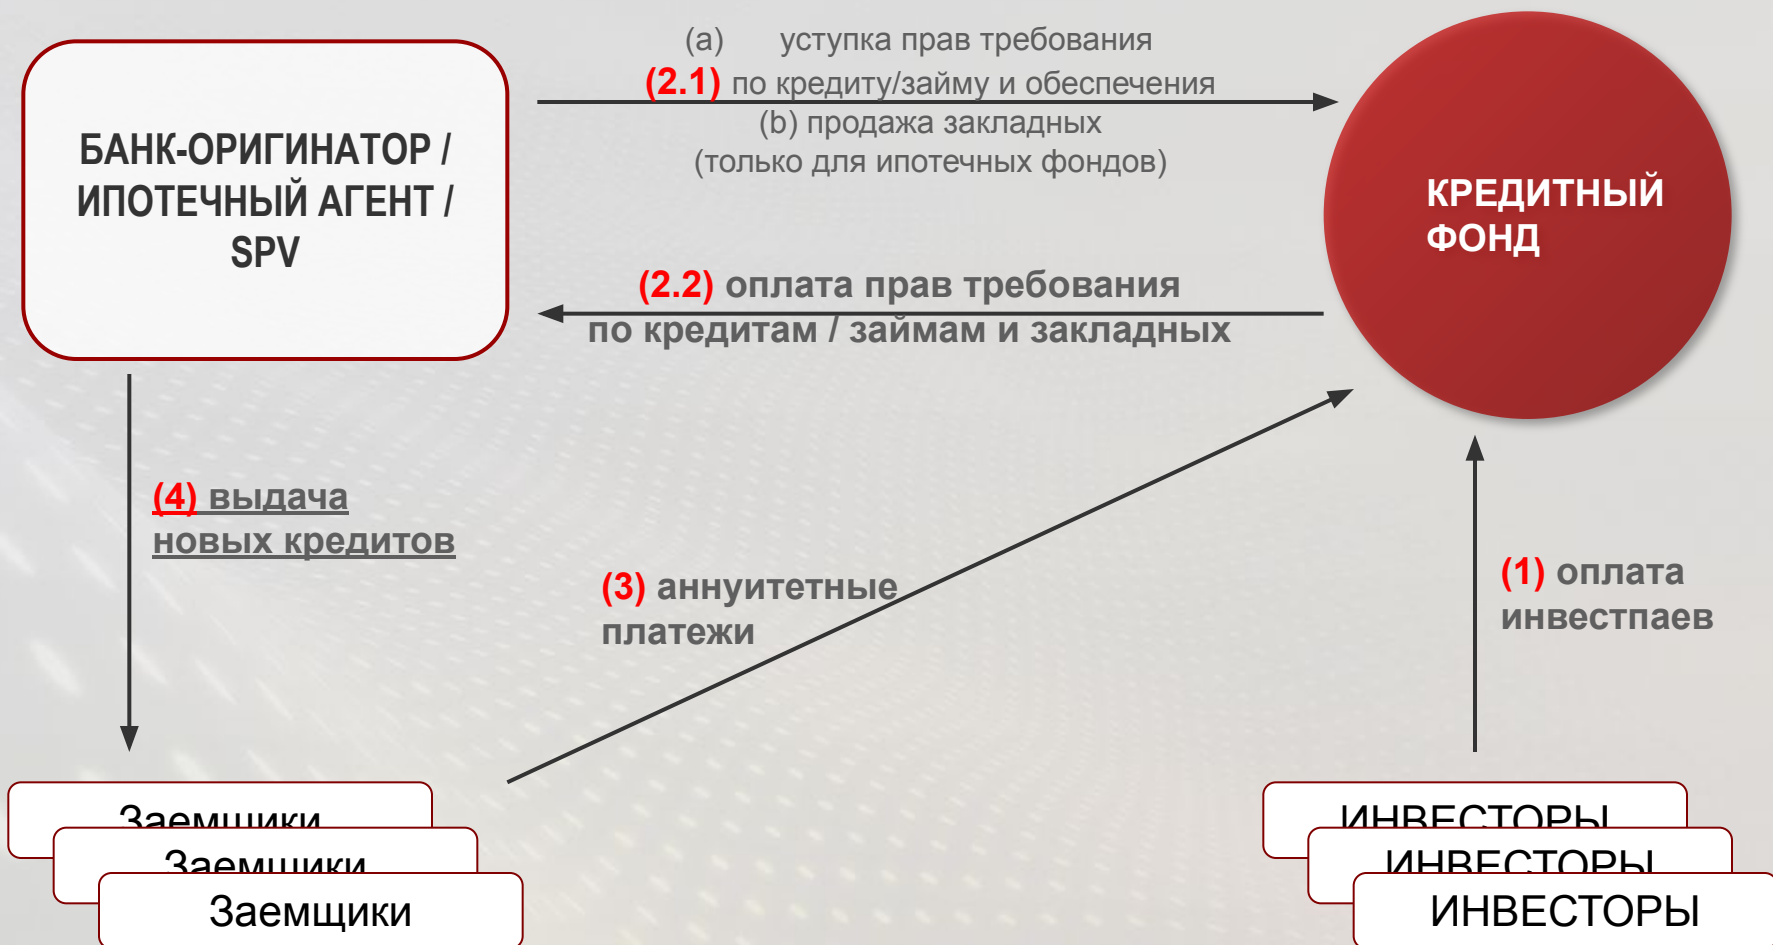 (a) уступка прав требования
(2.1) по кредиту/займу и обеспечения
(b) продажа закладных
(только для ипотечных фондов)
БАНК-ОРИГИНАТОР /
ИПОТЕЧНЫЙ АГЕНТ /
SPV
КРЕДИТНЫЙ
ФОНД
(2.2) оплата прав требования
по кредитам / займам и закладных
(4) выдача
новых кредитов
(3) аннуитетные
платежи
(1) оплата
инвестпаев
Заемщики
Заемщики
Заемщики
ИНВЕСТОРЫ
ИНВЕСТОРЫ
ИНВЕСТОРЫ